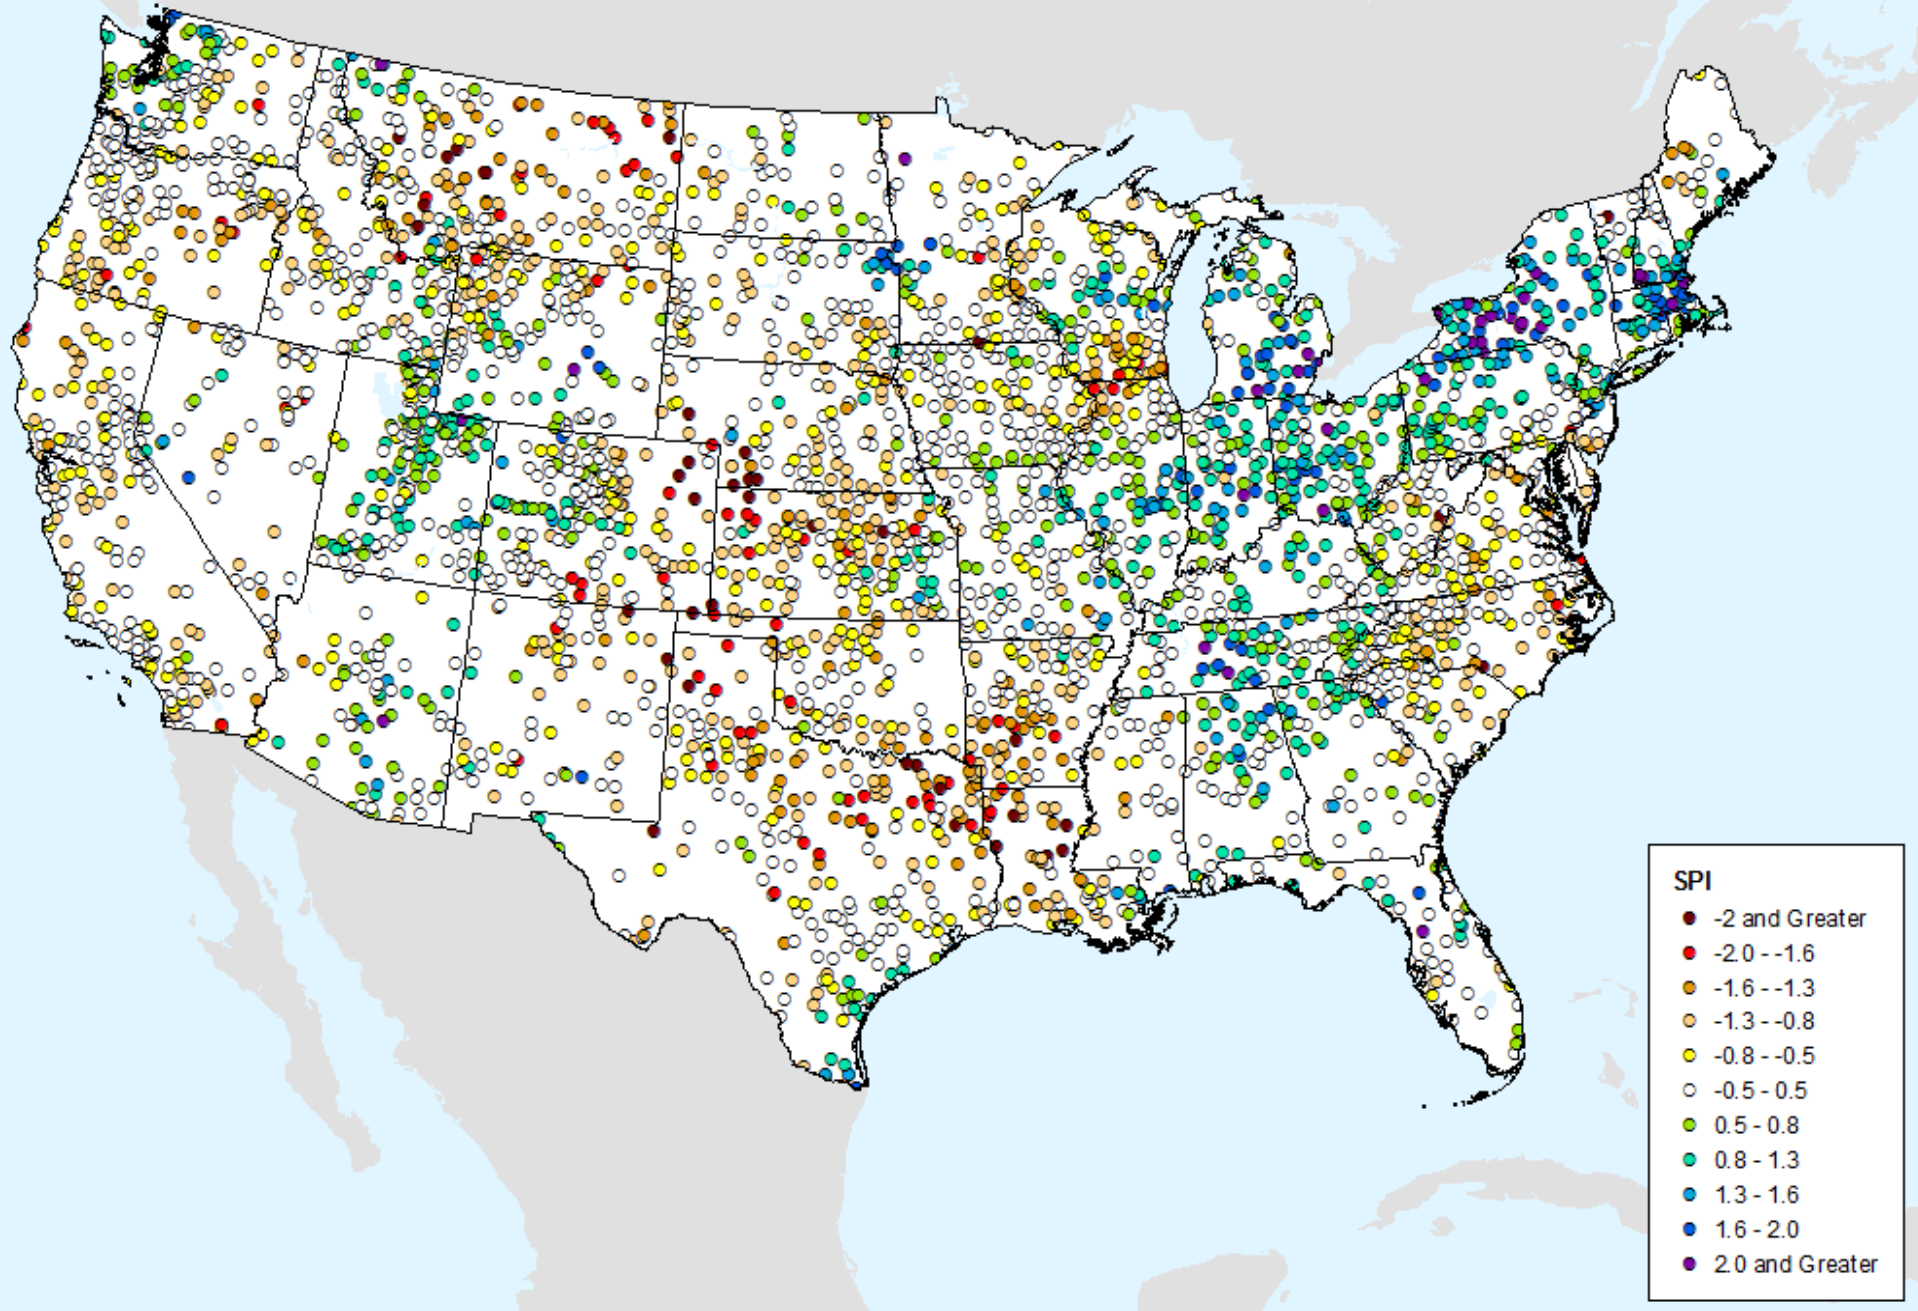 SPI
-2 and Greater
-2.0 - -1.6
-1.6 - -1.3
-1.3 - -0.8
-0.8 - -0.5
-0.5 - 0.5
0.5 - 0.8
0.8 - 1.3
1.3 - 1.6
1.6 - 2.0
2.0 and Greater